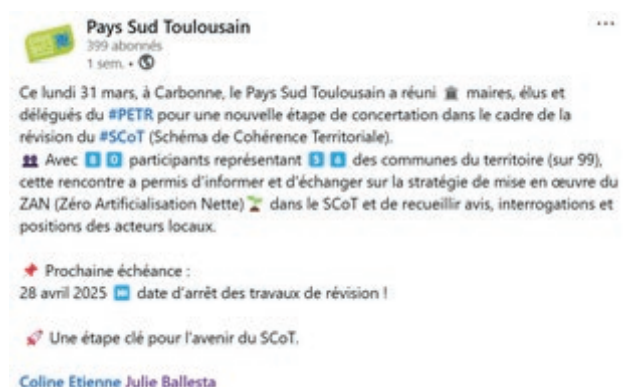 Pays Sud Toulousain
399 abonnés
1 sem. •
Ce lundi 31 mars, à Carbonne, le Pays Sud Toulousain a réuni 🏛 maires, élus et
délégués du #PETR pour une nouvelle étape de concertation dans le cadre de la
révision du #SCoT (Schéma de Cohérence Territoriale).
👥 Avec 8️⃣ 0️⃣ participants représentant 5️⃣ des communes du territoire (sur 99),
cette rencontre a permis d'informer et d'échanger sur la stratégie de mise en œuvre du
ZAN (Zéro Artificialisation Nette) 🌱 dans le SCoT et de recueillir avis, interrogations et
positions des acteurs locaux.
📌 Prochaine échéance :
28 avril 2025 date d'arrêt des travaux de révision !
🚀 Une étape clé pour l'avenir du SCoT.
Coline Etienne Julie Ballesta